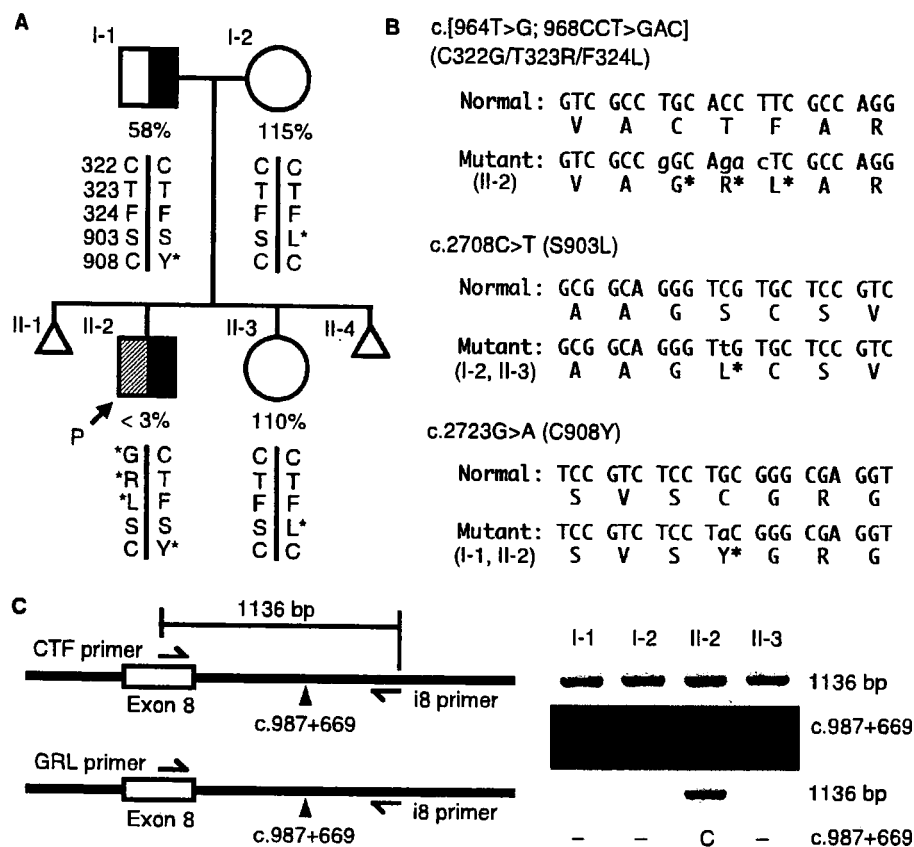 A
I-1
I-2
58%
115%
322 C C
323 T T
324 F F
903 S S
908 C Y*
C C
T T
F F
S L*
C C
II-1
II-2
II-3
II-4
P
< 3%
110%
*G C
*R T
*L F
S S
C Y*
C C
T T
F F
S L*
C C
B
c.[964T>G; 968CCT>GAC]
(C322G/T323R/F324L)
Normal: GTC GCC TGC ACC TTC GCC AGG
V A C T F A R
Mutant: GTC GCC gGC Aga cTC GCC AGG
(II-2) V A G* R* L* A R
c.2708C>T (S903L)
Normal: GCG GCA GGG TCG TGC TCC GTC
A A G S C S V
Mutant: GCG GCA GGG TtG TGC TCC GTC
(I-2, II-3) A A G L* C S V
c.2723G>A (C908Y)
Normal: TCC GTC TCC TGC GGG CGA GGT
S V S C G R G
Mutant: TCC GTC TCC TaC GGG CGA GGT
(I-1, II-2) S V S Y* G R G
C
1136 bp
CTF primer
Exon 8
c.987+669
i8 primer
GRL primer
Exon 8
c.987+669
i8 primer
I-1 I-2 II-2 II-3
1136 bp
c.987+669
1136 bp
– – C – c.987+669